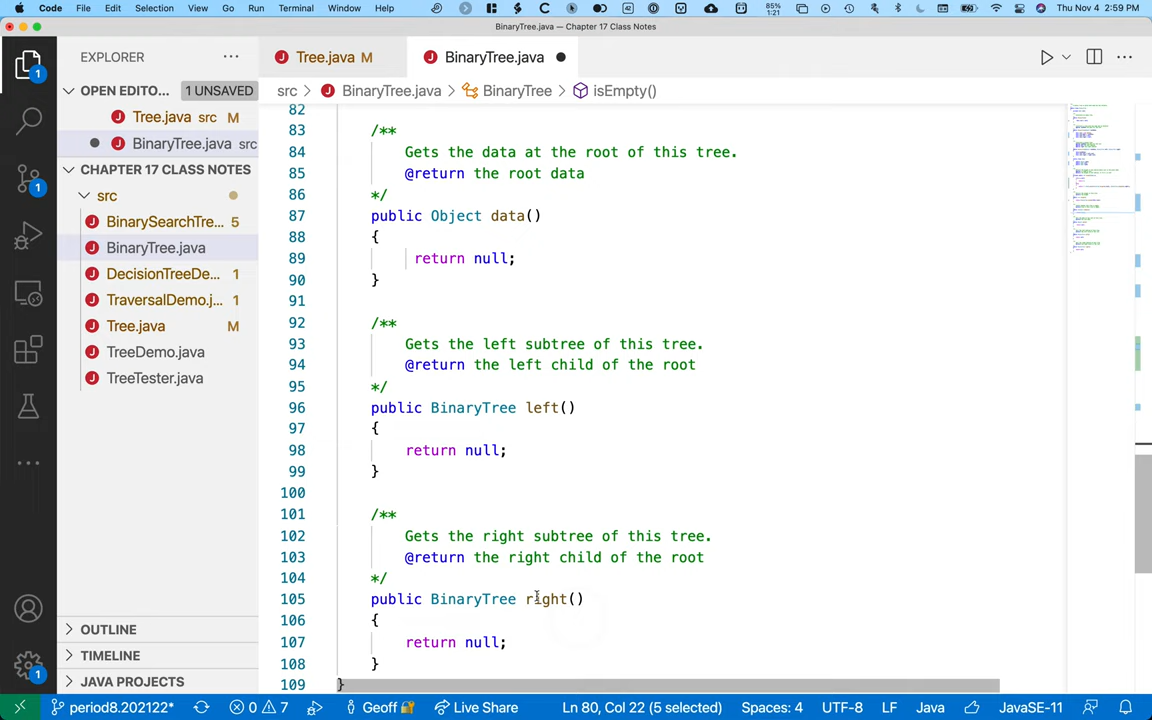 Code File Edit Selection View Go Run Terminal Window Help 85% 1:21 Thu Nov 4 2:59 PM
BinaryTree.java — Chapter 17 Class Notes
EXPLORER
Tree.java M
BinaryTree.java
OPEN EDITO... 1 UNSAVED
src > BinaryTree.java > BinaryTree > isEmpty()
Tree.java src M
BinaryTree.java src
CHAPTER 17 CLASS NOTES
src
BinarySearchTre... 5
BinaryTree.java
DecisionTreeDe... 1
TraversalDemo.j... 1
Tree.java M
TreeDemo.java
TreeTester.java
OUTLINE
TIMELINE
JAVA PROJECTS
82
83 /**
84 Gets the data at the root of this tree.
85 @return the root data
86 */
87 public Object data()
88 {
89 return null;
90 }
91
92 /**
93 Gets the left subtree of this tree.
94 @return the left child of the root
95 */
96 public BinaryTree left()
97 {
98 return null;
99 }
100
101 /**
102 Gets the right subtree of this tree.
103 @return the right child of the root
104 */
105 public BinaryTree right()
106 {
107 return null;
108 }
109 }
period8.202122* 0 7 Geoff Live Share Ln 80, Col 22 (5 selected) Spaces: 4 UTF-8 LF Java JavaSE-11